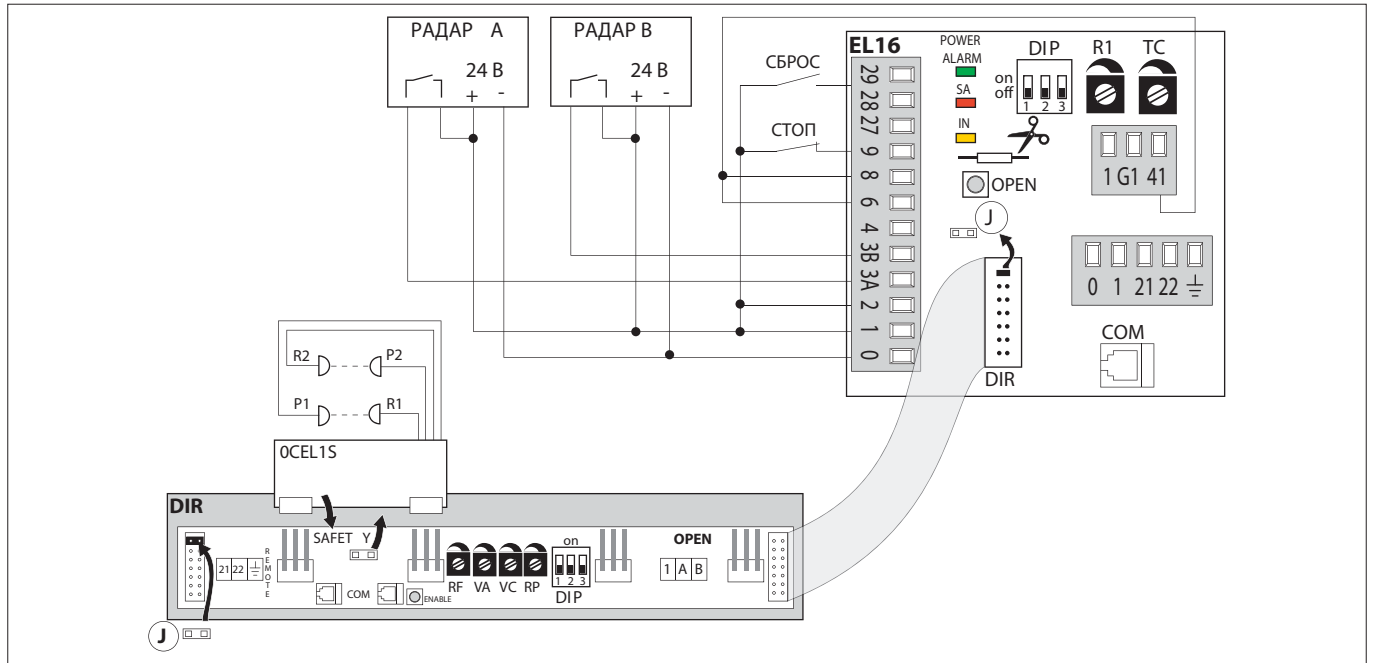 РАДАР А
24 В
+ -
РАДАР В
24 В
+ -
СБРОС
СТОП
EL16
29
28
27
9
8
6
4
3B
3A
2
1
0
POWER
ALARM
SA
IN
DIP
on
off
1 2 3
R1
TC
OPEN
J
1 G1 41
0 1 21 22
COM
DIR
R2
P2
P1
R1
0CEL1S
DIR
SAFET Y
21 22
REMOTE
COM
ENABLE
RF VA VC RP
on
1 2 3
DIP
OPEN
1 A B
J